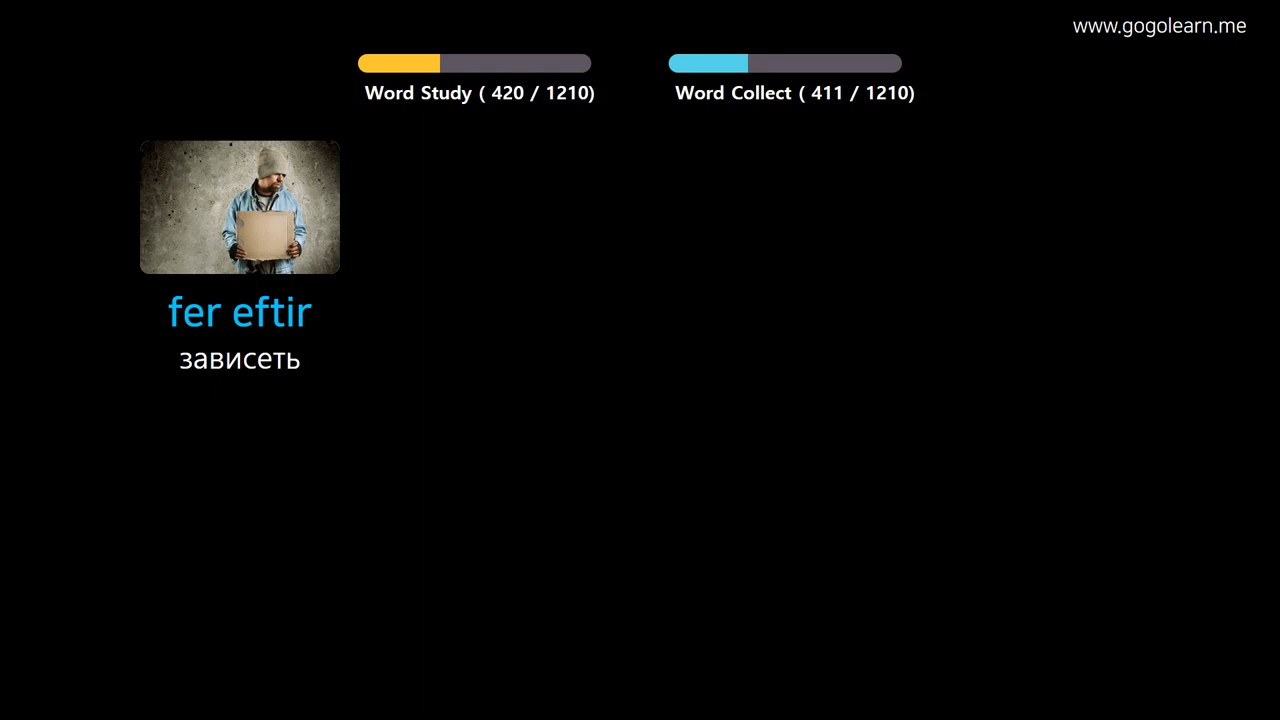 www.gogolearn.me
Word Study ( 420 / 1210)
Word Collect ( 411 / 1210)
fer eftir
зависеть